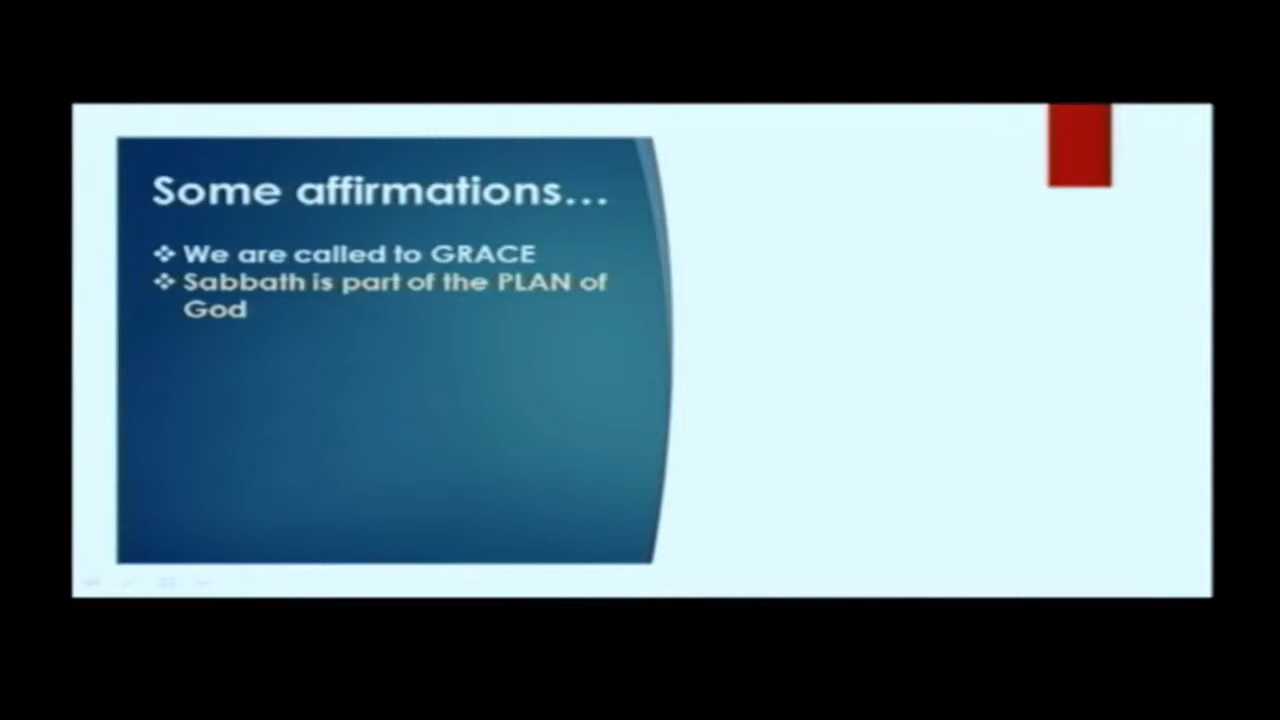 Some affirmations...
❖ We are called to GRACE
❖ Sabbath is part of the PLAN of
God